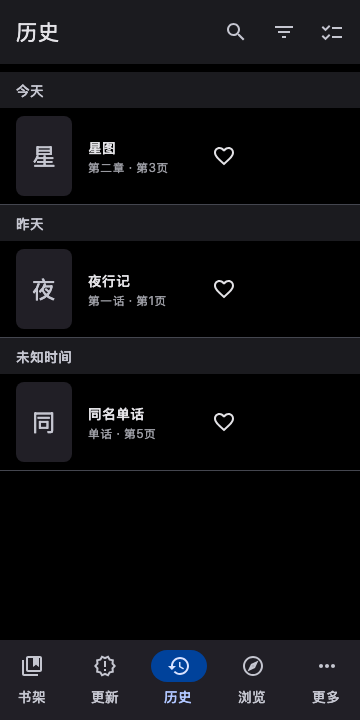 历史
今天
星
星图
第二章 · 第3页
昨天
夜
夜行记
第一话 · 第1页
未知时间
同
同名单话
单话 · 第5页
书架
更新
历史
浏览
更多